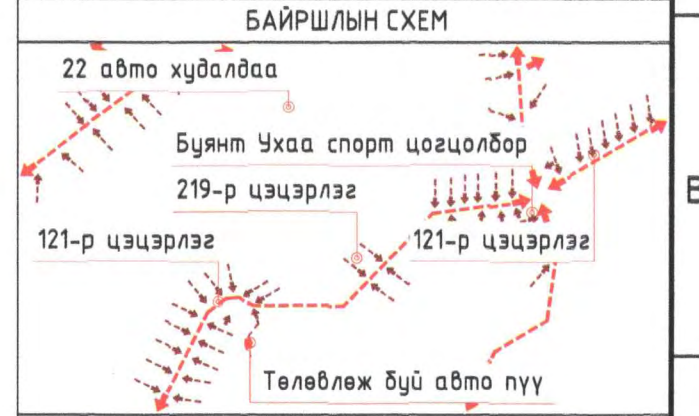 БАЙРШЛЫН СХЕМ
22 авто худалдаа
Буянт Ухаа спорт цогцолбор
219-р цэцэрлэг
121-р цэцэрлэг
121-р цэцэрлэг
Төлөвлөж буй авто пүү